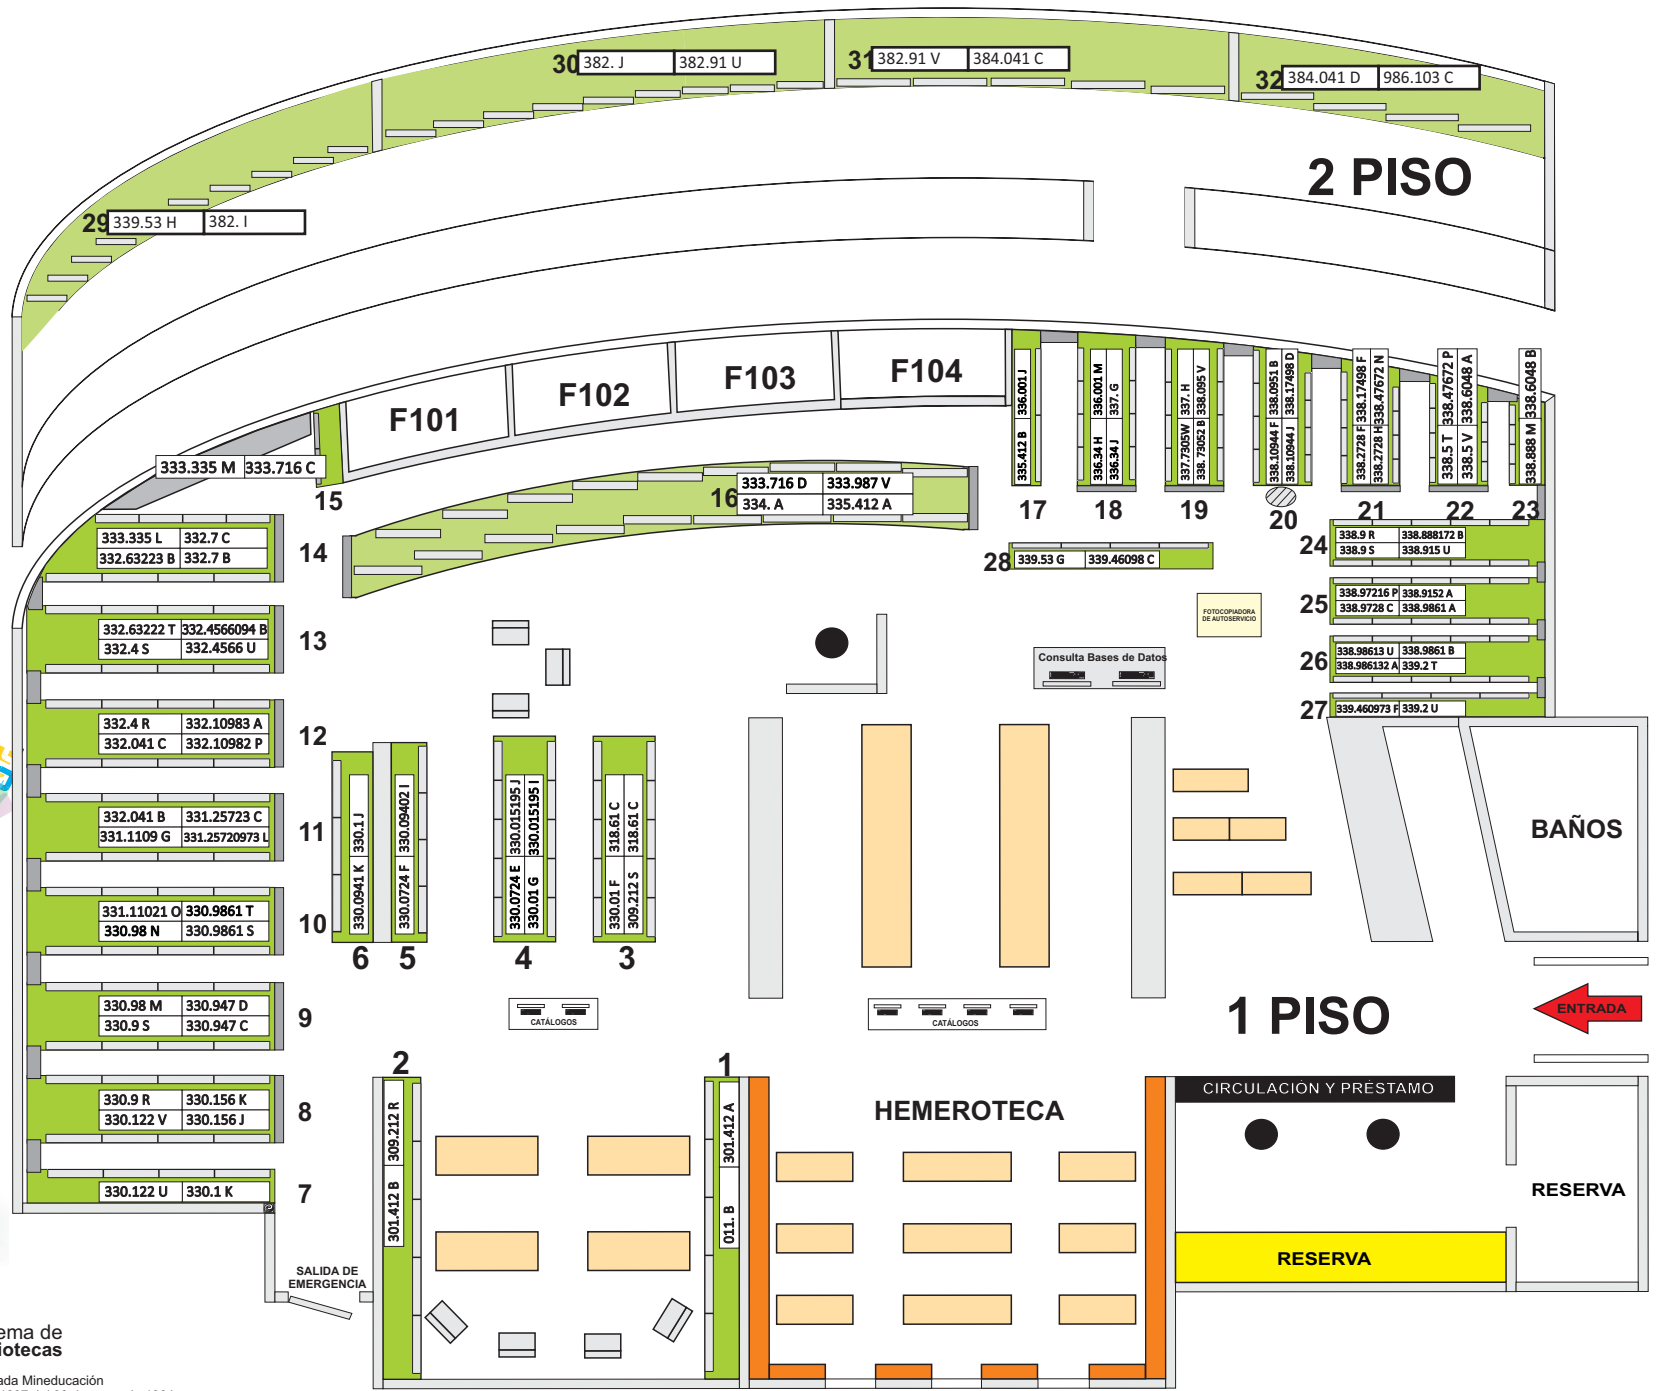 30 382. J 382.91 U
31 382.91 V 384.041 C
32 384.041 D 986.103 C
2 PISO
29 339.53 H 382. I
F101
F102
F103
F104
333.335 M 333.716 C
15
16 333.716 D 333.987 V
334. A 335.412 A
335.412 B 336.001 J
17
336.34 H 336.001 M
336.34 J 337. G
18
337.7305W 337. H
338. 73052 B 338.095 V
19
338.10944 F 338.0951 B
338.10944 J 338.17498 D
20
338.2728 F 338.17498 F
338.2728 H 338.47672 N
21
338.5 T 338.47672 P
338.5 V 338.6048 A
22
338.888 M 338.6048 B
23
24 338.9 R 338.888172 B
338.9 S 338.915 U
25 338.97216 P 338.9152 A
338.9728 C 338.9861 A
26 338.98613 U 338.9861 B
338.986132 A 339.2 T
27 339.460973 F 339.2 U
28 339.53 G 339.46098 C
FOTOCOPIADORA
DE AUTOSERVICIO
Consulta Bases de Datos
333.335 L 332.7 C
332.63223 B 332.7 B
14
332.63222 T 332.4566094 B
332.4 S 332.4566 U
13
332.4 R 332.10983 A
332.041 C 332.10982 P
12
332.041 B 331.25723 C
331.1109 G 331.25720973 L
11
331.11021 O 330.9861 T
330.98 N 330.9861 S
10
330.98 M 330.947 D
330.9 S 330.947 C
9
330.9 R 330.156 K
330.122 V 330.156 J
8
330.122 U 330.1 K
7
330.0941 K 330.1 J
6
330.0724 F 330.09402 I
5
330.0724 E 330.015195 J
330.01 G 330.015195 I
4
330.01 F 318.61 C
309.212 S 318.61 C
3
CATÁLOGOS
CATÁLOGOS
BAÑOS
1 PISO
ENTRADA
2
301.412 B 309.212 R
1
011. B 301.412 A
HEMEROTECA
CIRCULACIÓN Y PRÉSTAMO
RESERVA
RESERVA
SALIDA DE
EMERGENCIA
ema de
iotecas
ada Mineducación